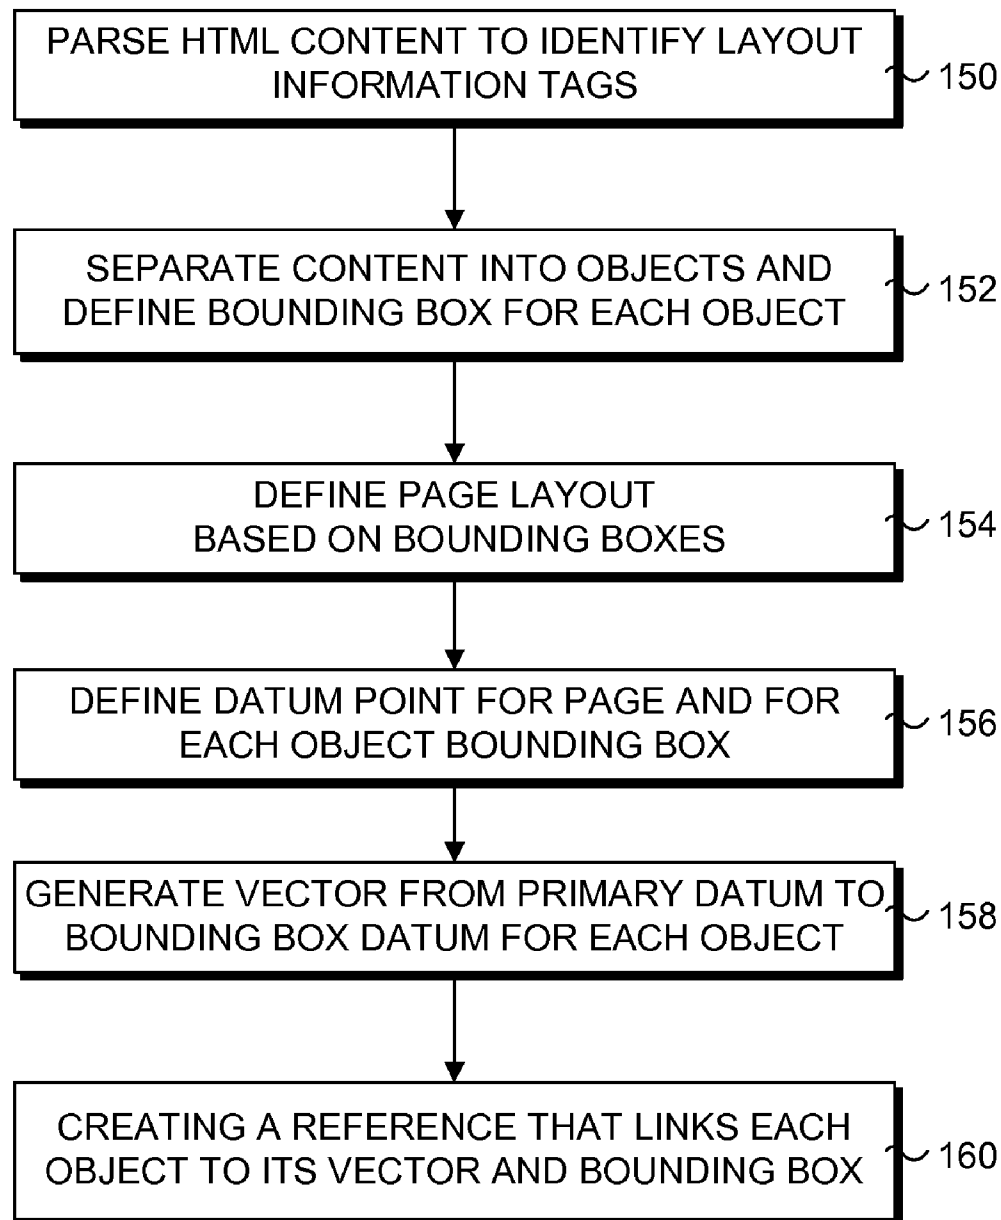 PARSE HTML CONTENT TO IDENTIFY LAYOUT
INFORMATION TAGS
150
SEPARATE CONTENT INTO OBJECTS AND
DEFINE BOUNDING BOX FOR EACH OBJECT
152
DEFINE PAGE LAYOUT
BASED ON BOUNDING BOXES
154
DEFINE DATUM POINT FOR PAGE AND FOR
EACH OBJECT BOUNDING BOX
156
GENERATE VECTOR FROM PRIMARY DATUM TO
BOUNDING BOX DATUM FOR EACH OBJECT
158
CREATING A REFERENCE THAT LINKS EACH
OBJECT TO ITS VECTOR AND BOUNDING BOX
160